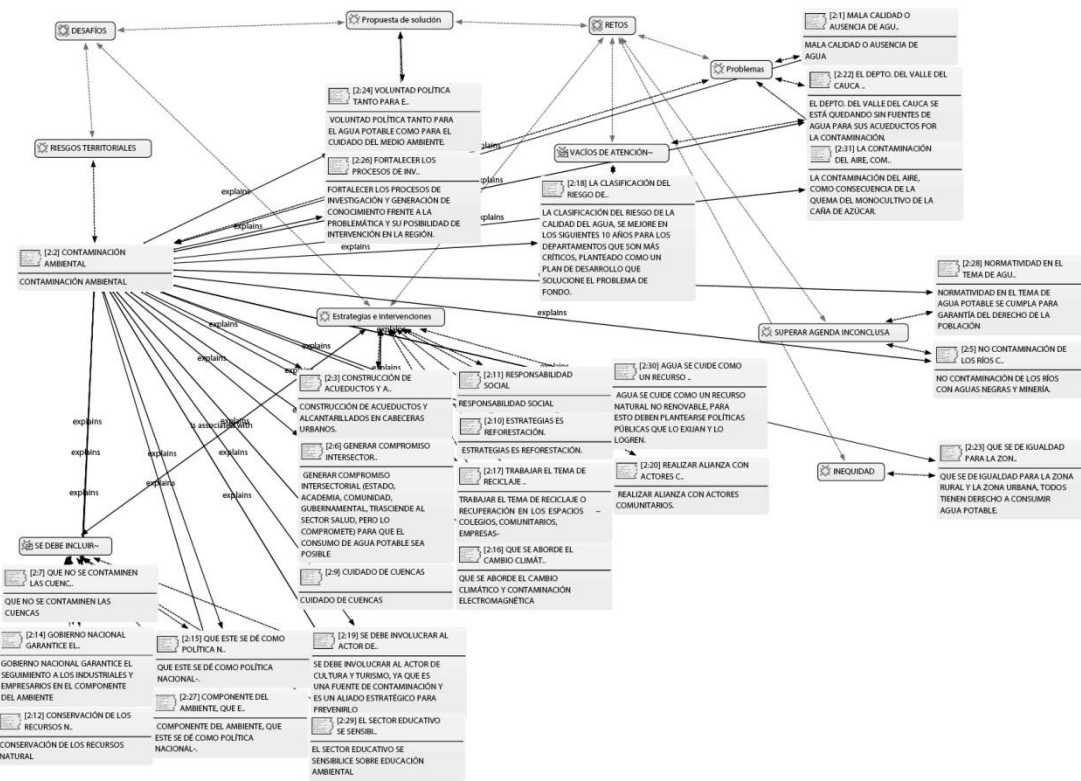 DESAFÍOS
Propuesta de solución
RETOS
Problemas
[2:1] MALA CALIDAD O
AUSENCIA DE AGU..
MALA CALIDAD O AUSENCIA DE
AGUA
[2:22] EL DEPTO. DEL VALLE DEL
CAUCA ..
EL DEPTO. DEL VALLE DEL CAUCA SE
ESTÁ QUEDANDO SIN FUENTES DE
AGUA PARA SUS ACUEDUCTOS POR
LA CONTAMINACIÓN.
[2:31] LA CONTAMINACIÓN
DEL AIRE, COM..
LA CONTAMINACIÓN DEL AIRE,
COMO CONSECUENCIA DE LA
QUEMA DEL MONOCULTIVO DE LA
CAÑA DE AZÚCAR.
[2:24] VOLUNTAD POLÍTICA
TANTO PARA E..
VOLUNTAD POLÍTICA TANTO PARA
EL AGUA POTABLE COMO PARA EL
CUIDADO DEL MEDIO AMBIENTE.
[2:26] FORTALECER LOS
PROCESOS DE INV..
FORTALECER LOS PROCESOS DE
INVESTIGACIÓN Y GENERACIÓN DE
CONOCIMIENTO FRENTE A LA
PROBLEMÁTICA Y SU POSIBILIDAD DE
INTERVENCIÓN EN LA REGIÓN.
RIESGOS TERRITORIALES
VACÍOS DE ATENCIÓN~
[2:18] LA CLASIFICACIÓN DEL
RIESGO DE..
LA CLASIFICACIÓN DEL RIESGO DE LA
CALIDAD DEL AGUA, SE MEJORE EN
LOS SIGUIENTES 10 AÑOS PARA LOS
DEPARTAMENTOS QUE SON MÁS
CRÍTICOS, PLANTEADO COMO UN
PLAN DE DESARROLLO QUE
SOLUCIONE EL PROBLEMA DE
FONDO.
explains
explains
explains
explains
explains
[2:2] CONTAMINACIÓN
AMBIENTAL
CONTAMINACIÓN AMBIENTAL
[2:28] NORMATIVIDAD EN EL
TEMA DE AGU..
NORMATIVIDAD EN EL TEMA DE
AGUA POTABLE SE CUMPLA PARA
GARANTÍA DEL DERECHO DE LA
POBLACIÓN
explains
Estrategias e intervenciones
SUPERAR AGENDA INCONCLUSA
[2:5] NO CONTAMINACIÓN DE
LOS RÍOS C..
NO CONTAMINACIÓN DE LOS RÍOS
CON AGUAS NEGRAS Y MINERÍA.
explains
explains
explains
explains
[2:3] CONSTRUCCIÓN DE
ACUEDUCTOS Y A..
CONSTRUCCIÓN DE ACUEDUCTOS Y
ALCANTARILLADOS EN CABECERAS
URBANOS.
[2:6] GENERAR COMPROMISO
INTERSECTOR..
GENERAR COMPROMISO
INTERSECTORIAL (ESTADO,
ACADEMIA, COMUNIDAD,
GUBERNAMENTAL, TRASCIENDE AL
SECTOR SALUD, PERO LO
COMPROMETE) PARA QUE EL
CONSUMO DE AGUA POTABLE SEA
POSIBLE
[2:9] CUIDADO DE CUENCAS
CUIDADO DE CUENCAS
[2:11] RESPONSABILIDAD
SOCIAL
RESPONSABILIDAD SOCIAL
[2:10] ESTRATEGIAS ES
REFORESTACIÓN.
ESTRATEGIAS ES REFORESTACIÓN.
[2:17] TRABAJAR EL TEMA DE
RECICLAJE ..
TRABAJAR EL TEMA DE RECICLAJE O
RECUPERACIÓN EN LOS ESPACIOS –
COLEGIOS, COMUNITARIOS,
EMPRESAS-
[2:16] QUE SE ABORDE EL
CAMBIO CLIMÁT..
QUE SE ABORDE EL CAMBIO
CLIMÁTICO Y CONTAMINACIÓN
ELECTROMAGNÉTICA
[2:30] AGUA SE CUIDE COMO
UN RECURSO ..
AGUA SE CUIDE COMO UN RECURSO
NATURAL NO RENOVABLE, PARA
ESTO DEBEN PLANTEARSE POLÍTICAS
PÚBLICAS QUE LO EXIJAN Y LO
LOGREN.
[2:20] REALIZAR ALIANZA CON
ACTORES C..
REALIZAR ALIANZA CON ACTORES
COMUNITARIOS.
INEQUIDAD
[2:23] QUE SE DE IGUALDAD
PARA LA ZON..
QUE SE DE IGUALDAD PARA LA ZONA
RURAL Y LA ZONA URBANA, TODOS
TIENEN DERECHO A CONSUMIR
AGUA POTABLE.
explains
explains
is associated with
explains
explains
explains
explains
explains
SE DEBE INCLUIR~
[2:7] QUE NO SE CONTAMINEN
LAS CUENC..
QUE NO SE CONTAMINEN LAS
CUENCAS
[2:14] GOBIERNO NACIONAL
GARANTICE EL..
GOBIERNO NACIONAL GARANTICE EL
SEGUIMIENTO A LOS INDUSTRIALES Y
EMPRESARIOS EN EL COMPONENTE
DEL AMBIENTE
[2:12] CONSERVACIÓN DE LOS
RECURSOS N..
CONSERVACIÓN DE LOS RECURSOS
NATURAL
[2:15] QUE ESTE SE DÉ COMO
POLÍTICA N..
QUE ESTE SE DÉ COMO POLÍTICA
NACIONAL-.
[2:27] COMPONENTE DEL
AMBIENTE, QUE E..
COMPONENTE DEL AMBIENTE, QUE
ESTE SE DÉ COMO POLÍTICA
NACIONAL-.
[2:19] SE DEBE INVOLUCRAR AL
ACTOR DE..
SE DEBE INVOLUCRAR AL ACTOR DE
CULTURA Y TURISMO, YA QUE ES
UNA FUENTE DE CONTAMINACIÓN Y
ES UN ALIADO ESTRATÉGICO PARA
PREVENIRLO
[2:29] EL SECTOR EDUCATIVO
SE SENSIBI..
EL SECTOR EDUCATIVO SE
SENSIBILICE SOBRE EDUCACIÓN
AMBIENTAL